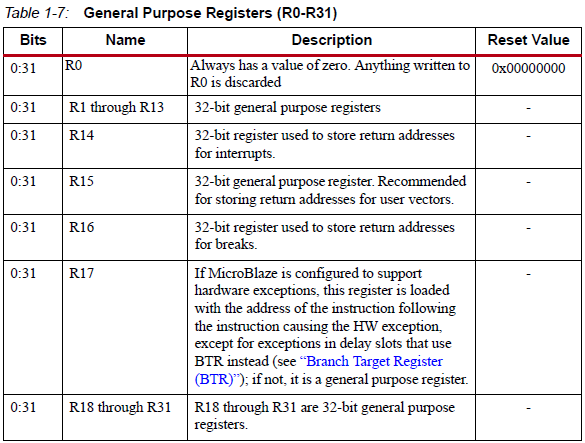 Table 1-7: General Purpose Registers (R0-R31)
Bits Name Description Reset Value
0:31 R0 Always has a value of zero. Anything written to 0x00000000
R0 is discarded
0:31 R1 through R13 32-bit general purpose registers -
0:31 R14 32-bit register used to store return addresses -
for interrupts.
0:31 R15 32-bit general purpose register. Recommended -
for storing return addresses for user vectors.
0:31 R16 32-bit register used to store return addresses -
for breaks.
0:31 R17 If MicroBlaze is configured to support -
hardware exceptions, this register is loaded
with the address of the instruction following
the instruction causing the HW exception,
except for exceptions in delay slots that use
BTR instead (see “Branch Target Register
(BTR)”); if not, it is a general purpose register.
0:31 R18 through R31 R18 through R31 are 32-bit general purpose -
registers.